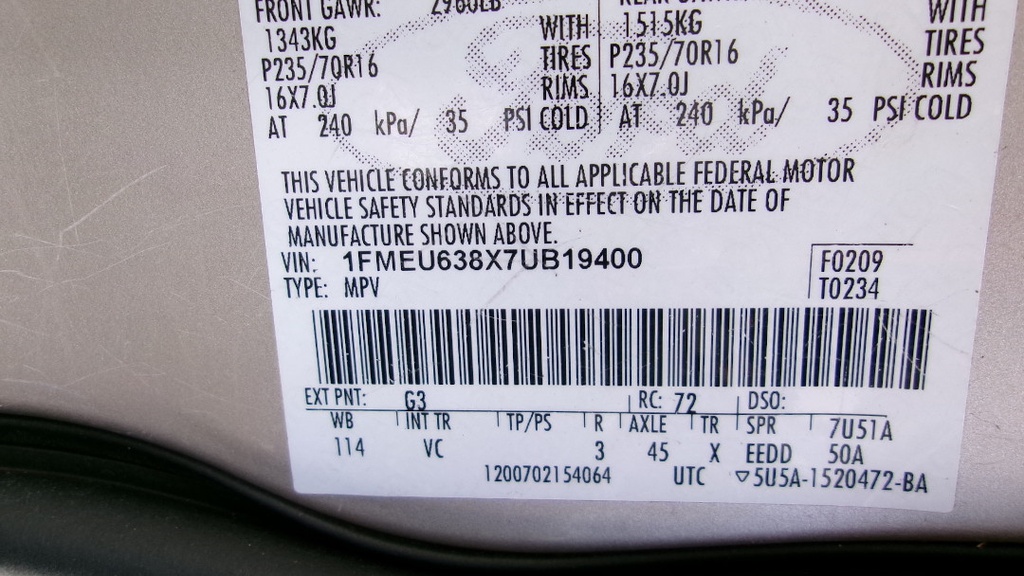 FRONT GAWR: 2960LB
1343KG WITH 1515KG WITH
P235/70R16 TIRES P235/70R16 TIRES
16X7.0J RIMS 16X7.0J RIMS
AT 240 kPa/ 35 PSI COLD AT 240 kPa/ 35 PSI COLD
THIS VEHICLE CONFORMS TO ALL APPLICABLE FEDERAL MOTOR
VEHICLE SAFETY STANDARDS IN EFFECT ON THE DATE OF
MANUFACTURE SHOWN ABOVE.
VIN: 1FMEU638X7UB19400 F0209
TYPE: MPV T0234
EXT PNT: G3 RC: 72 DSO:
WB INT TR TP/PS R AXLE TR SPR 7U51A
114 VC 3 45 X EEDD 50A
1200702154064 UTC ▽5U5A-1520472-BA